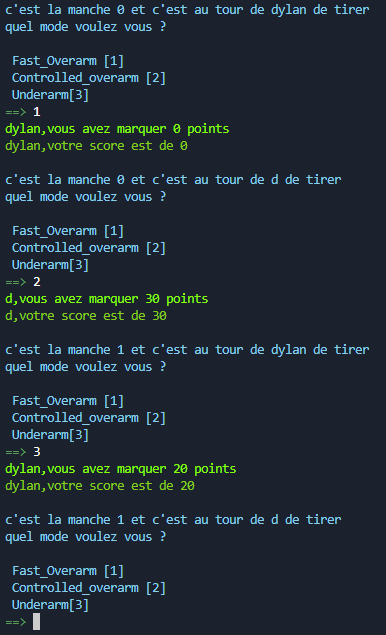 c'est la manche 0 et c'est au tour de dylan de tirer
quel mode voulez vous ?
Fast_Overarm [1]
Controlled_overarm [2]
Underarm[3]
==> 1
dylan,vous avez marquer 0 points
dylan,votre score est de 0
c'est la manche 0 et c'est au tour de d de tirer
quel mode voulez vous ?
Fast_Overarm [1]
Controlled_overarm [2]
Underarm[3]
==> 2
d,vous avez marquer 30 points
d,votre score est de 30
c'est la manche 1 et c'est au tour de dylan de tirer
quel mode voulez vous ?
Fast_Overarm [1]
Controlled_overarm [2]
Underarm[3]
==> 3
dylan,vous avez marquer 20 points
dylan,votre score est de 20
c'est la manche 1 et c'est au tour de d de tirer
quel mode voulez vous ?
Fast_Overarm [1]
Controlled_overarm [2]
Underarm[3]
==>